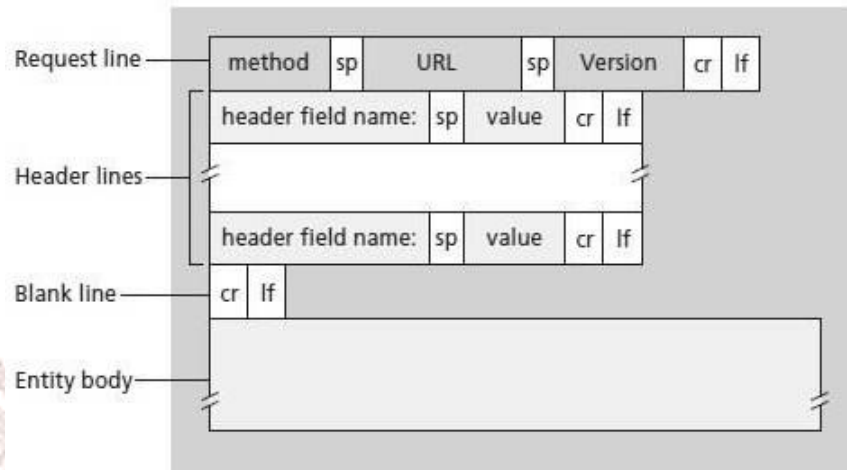 Request line
method sp URL sp Version cr lf
header field name: sp value cr lf
Header lines
header field name: sp value cr lf
Blank line
cr lf
Entity body